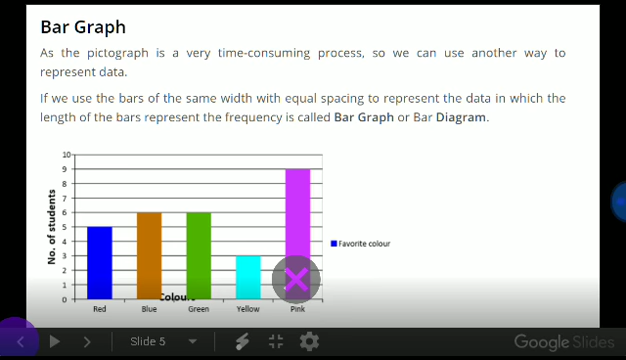 Bar Graph
As the pictograph is a very time-consuming process, so we can use another way to
represent data.
If we use the bars of the same width with equal spacing to represent the data in which the
length of the bars represent the frequency is called Bar Graph or Bar Diagram.
10
9
8
7
6
5
4
3
2
1
0
No. of students
Favorite colour
Colour
Red Blue Green Yellow Pink
Slide 5
Google Slides